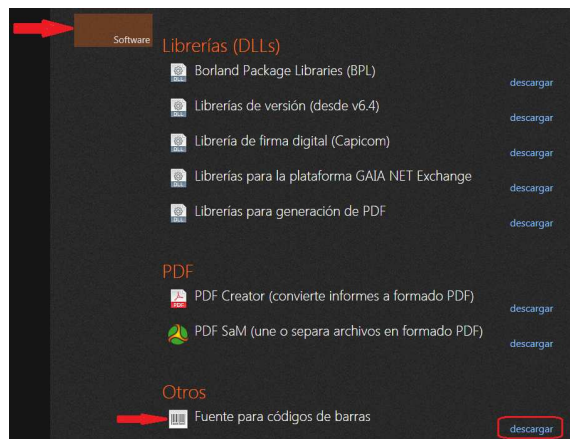 Software
Librerías (DLLs)
Borland Package Libraries (BPL)
descargar
Librerías de versión (desde v6.4)
descargar
Librería de firma digital (Capicom)
descargar
Librerías para la plataforma GAIA NET Exchange
descargar
Librerías para generación de PDF
descargar
PDF
PDF Creator (convierte informes a formado PDF)
descargar
PDF SaM (une o separa archivos en formado PDF)
descargar
Otros
Fuente para códigos de barras
descargar